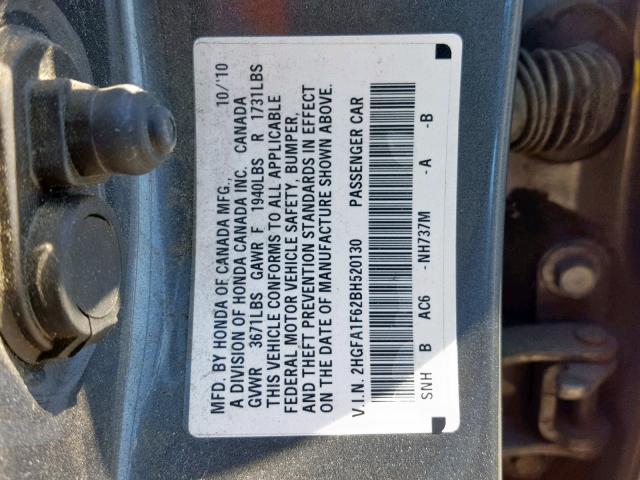 MFD. BY HONDA OF CANADA MFG., 10/'10
A DIVISION OF HONDA CANADA INC. CANADA
GVWR 3671LBS GAWR F 1940LBS R 1731LBS
THIS VEHICLE CONFORMS TO ALL APPLICABLE
FEDERAL MOTOR VEHICLE SAFETY, BUMPER,
AND THEFT PREVENTION STANDARDS IN EFFECT
ON THE DATE OF MANUFACTURE SHOWN ABOVE.
V.I.N. 2HGFA1F62BH520130 PASSENGER CAR
SNH B AC6 -NH737M -A -B